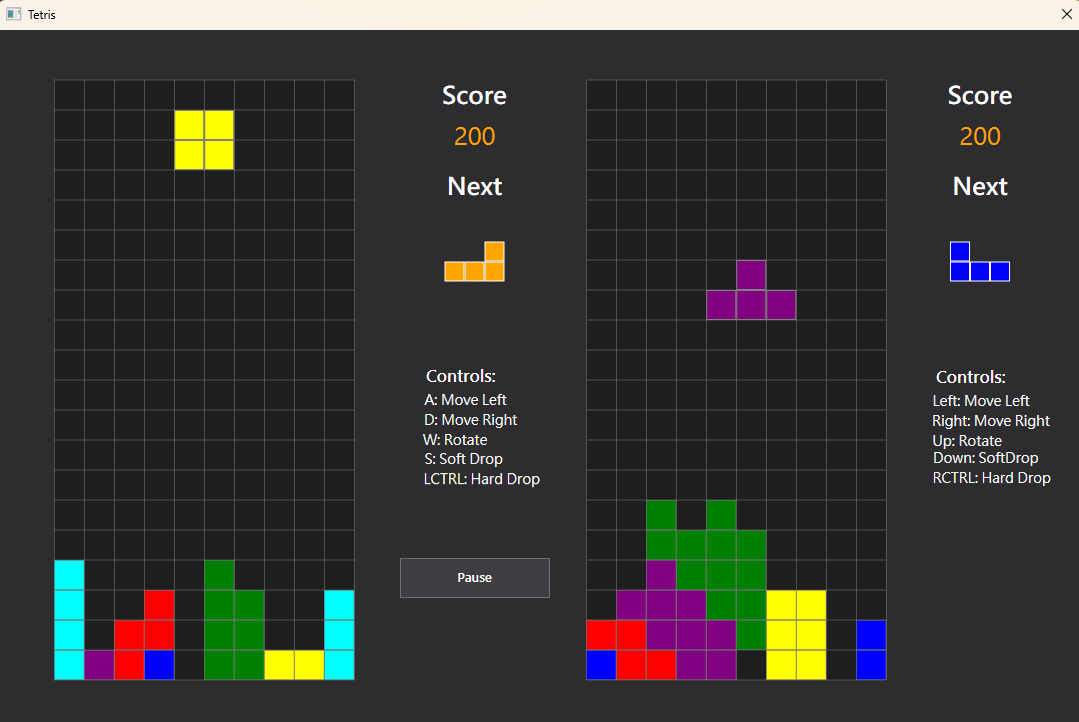 Tetris
Score
200
Next
Controls:
A: Move Left
D: Move Right
W: Rotate
S: Soft Drop
LCTRL: Hard Drop
Pause
Score
200
Next
Controls:
Left: Move Left
Right: Move Right
Up: Rotate
Down: SoftDrop
RCTRL: Hard Drop